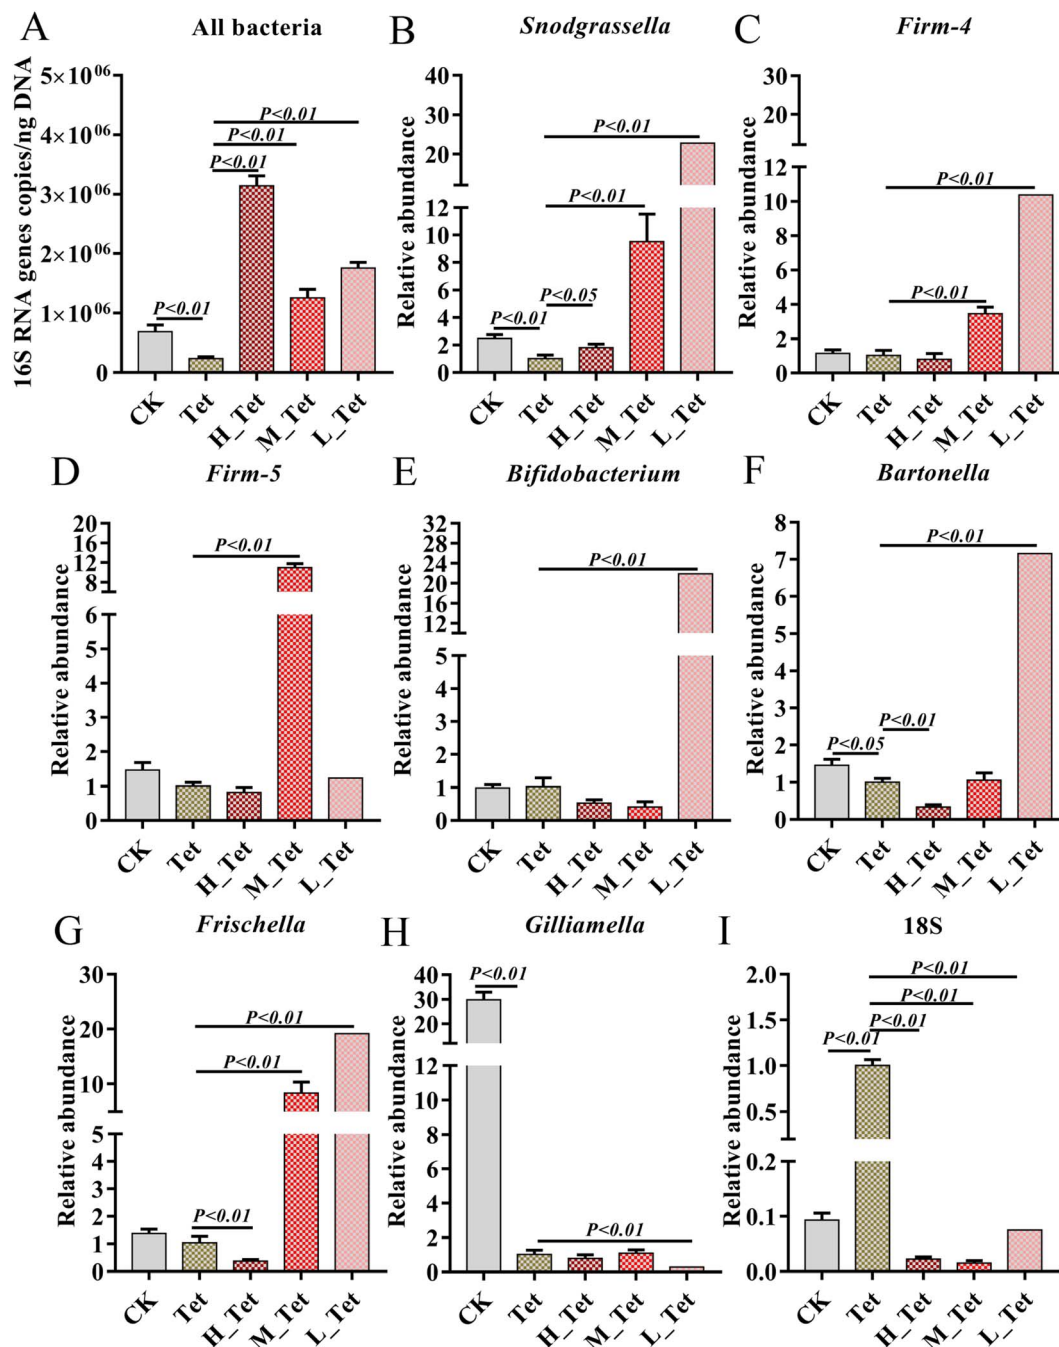 A All bacteria
16S RNA genes copies/ng DNA
5×10⁰⁶
4×10⁰⁶
3×10⁰⁶
2×10⁰⁶
1×10⁰⁶
0
P<0.01
P<0.01
P<0.01
P<0.01
CK Tet H_Tet M_Tet L_Tet
B Snodgrassella
Relative abundance
40
30
20
12
10
8
6
4
2
0
P<0.01
P<0.01
P<0.05
P<0.01
CK Tet H_Tet M_Tet L_Tet
C Firm-4
Relative abundance
30
20
12
10
8
6
4
2
0
P<0.01
P<0.01
CK Tet H_Tet M_Tet L_Tet
D Firm-5
Relative abundance
20
16
12
8
6
5
4
3
2
1
0
P<0.01
CK Tet H_Tet M_Tet L_Tet
E Bifidobacterium
Relative abundance
32
28
24
20
16
12
5
4
3
2
1
0
P<0.01
CK Tet H_Tet M_Tet L_Tet
F Bartonella
Relative abundance
8
7
6
5
4
3
2
1
0
P<0.01
P<0.01
P<0.05
CK Tet H_Tet M_Tet L_Tet
G Frischella
Relative abundance
30
20
10
5
4
3
2
1
0
P<0.01
P<0.01
P<0.01
CK Tet H_Tet M_Tet L_Tet
H Gilliamella
Relative abundance
40
30
20
12
10
8
6
4
2
0
P<0.01
P<0.01
CK Tet H_Tet M_Tet L_Tet
I 18S
Relative abundance
2.0
1.5
1.0
0.5
0.2
0.1
0.0
P<0.01
P<0.01
P<0.01
P<0.01
CK Tet H_Tet M_Tet L_Tet